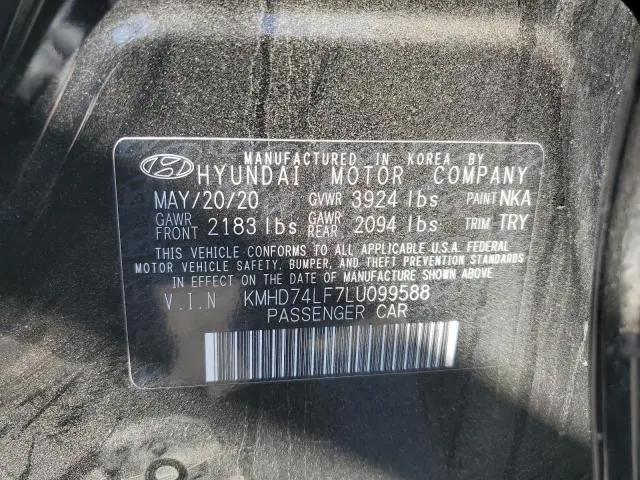 MANUFACTURED IN KOREA BY
HYUNDAI MOTOR COMPANY
MAY/20/20 GVWR 3924 lbs PAINT NKA
GAWR FRONT 2183 lbs GAWR REAR 2094 lbs TRIM TRY
THIS VEHICLE CONFORMS TO ALL APPLICABLE U.S.A. FEDERAL
MOTOR VEHICLE SAFETY, BUMPER, AND THEFT PREVENTION STANDARDS
IN EFFECT ON THE DATE OF MANUFACTURE SHOWN ABOVE
V.I.N KMHD74LF7LU099588
PASSENGER CAR